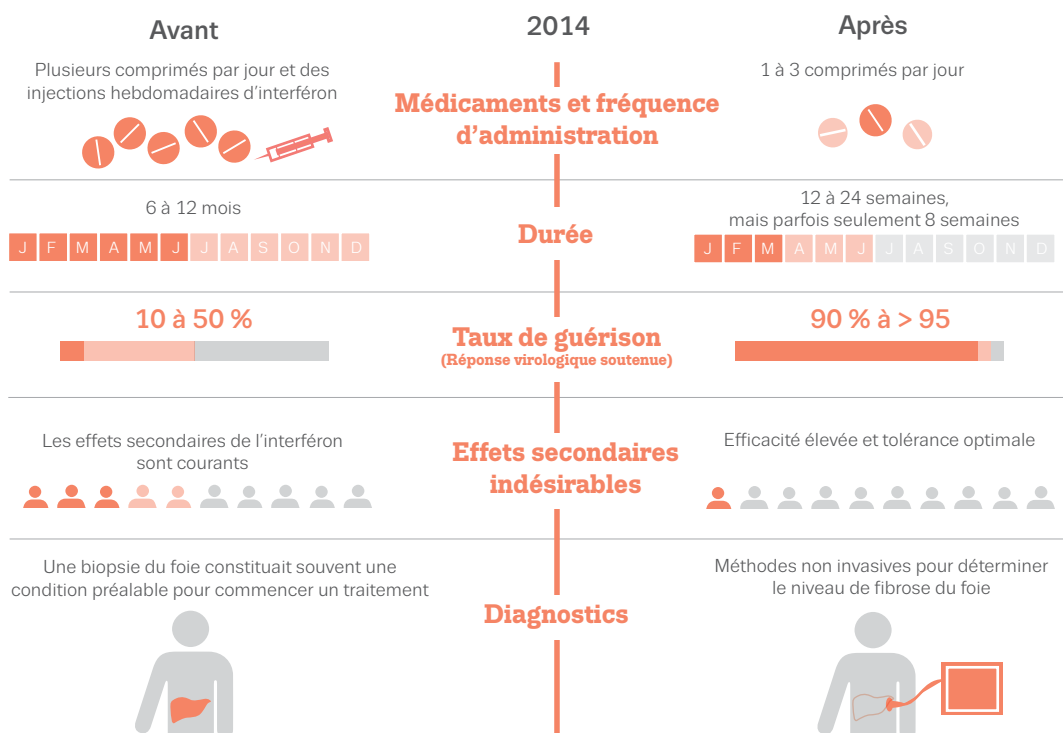 Avant
2014
Après
Plusieurs comprimés par jour et des
injections hebdomadaires d'interféron
Médicaments et fréquence
d'administration
1 à 3 comprimés par jour
6 à 12 mois
J F M A M J J A S O N D
Durée
12 à 24 semaines,
mais parfois seulement 8 semaines
J F M A M J J A S O N D
10 à 50 %
Taux de guérison
(Réponse virologique soutenue)
90 % à > 95
Les effets secondaires de l'interféron
sont courants
Effets secondaires
indésirables
Efficacité élevée et tolérance optimale
Une biopsie du foie constituait souvent une
condition préalable pour commencer un traitement
Diagnostics
Méthodes non invasives pour déterminer
le niveau de fibrose du foie